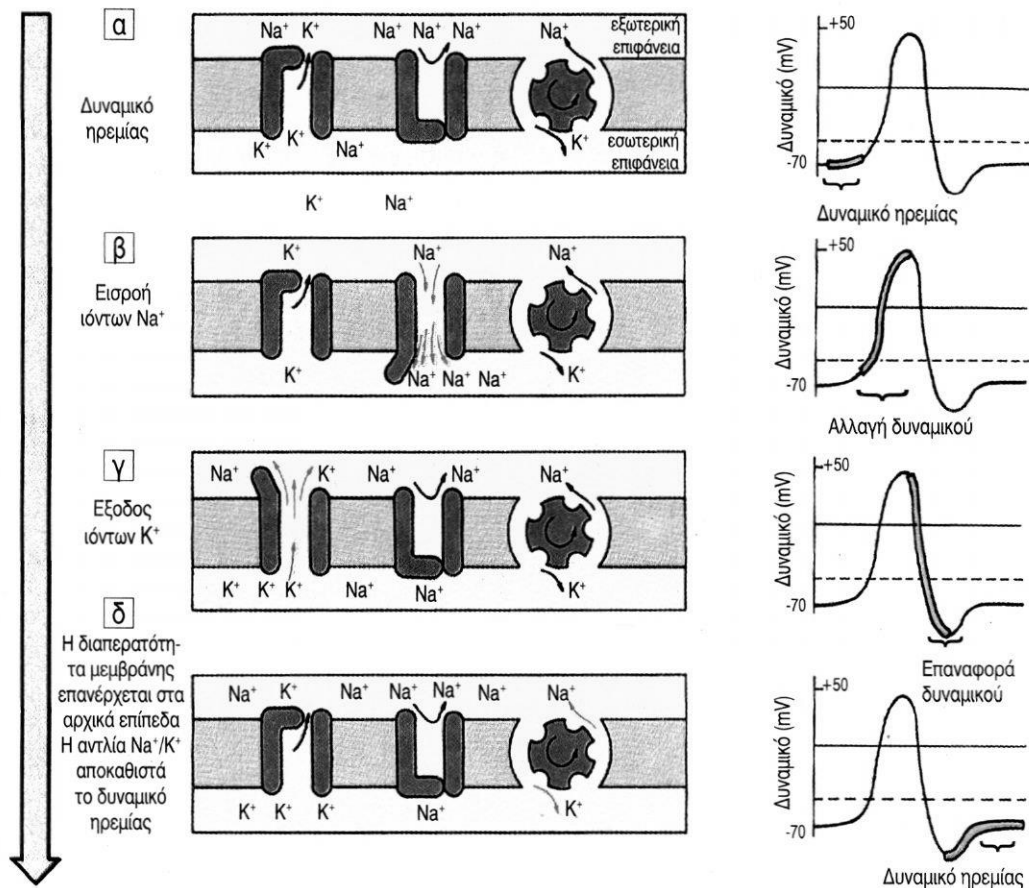 α
Δυναμικό
ηρεμίας
Na⁺ K⁺ Na⁺ Na⁺ Na⁺ Na⁺ εξωτερική
επιφάνεια
K⁺ K⁺ Na⁺ K⁺ εσωτερική
επιφάνεια
K⁺ Na⁺
Δυναμικό (mV)
+50
-70
Δυναμικό ηρεμίας
β
Εισροή
ιόντων Na⁺
K⁺ Na⁺ Na⁺
K⁺ Na⁺ Na⁺ Na⁺ K⁺
Δυναμικό (mV)
+50
-70
Αλλαγή δυναμικού
γ
Εξοδος
ιόντων K⁺
Na⁺ K⁺ Na⁺ Na⁺ Na⁺
K⁺ K⁺ K⁺ Na⁺ Na⁺ K⁺
Δυναμικό (mV)
+50
-70
Επαναφορά
δυναμικού
δ
Η διαπερατότη-
τα μεμβράνης
επανέρχεται στα
αρχικά επίπεδα
Η αντλία Na⁺/K⁺
αποκαθιστά
το δυναμικό
ηρεμίας
Na⁺ K⁺ Na⁺ Na⁺ Na⁺ Na⁺ Na⁺
K⁺ K⁺ K⁺ Na⁺ K⁺
Δυναμικό (mV)
+50
-70
Δυναμικό ηρεμίας